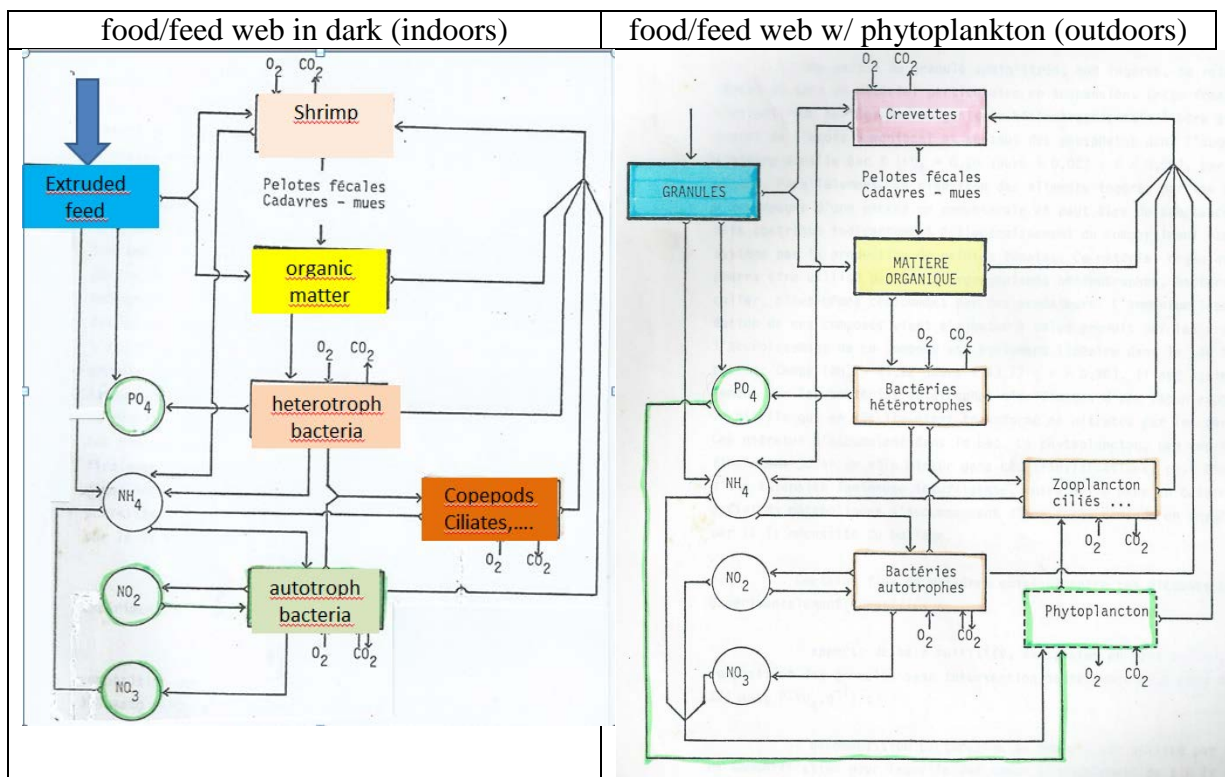 food/feed web in dark (indoors)
O2 CO2
Shrimp
Extruded
feed
Pelotes fécales
Cadavres – mues
organic
matter
O2 CO2
PO4
heterotroph
bacteria
NH4
Copepods
Ciliates,....
O2 CO2
NO2
autotroph
bacteria
O2 CO2
NO3
food/feed web w/ phytoplankton (outdoors)
O2 CO2
Crevettes
GRANULÉS
Pelotes fécales
Cadavres – mues
MATIERE
ORGANIQUE
O2 CO2
PO4
Bactéries
hétérotrophes
NH4
Zooplancton
ciliés ...
O2 CO2
NO2
Bactéries
autotrophes
O2 CO2
Phytoplancton
O2 CO2
NO3